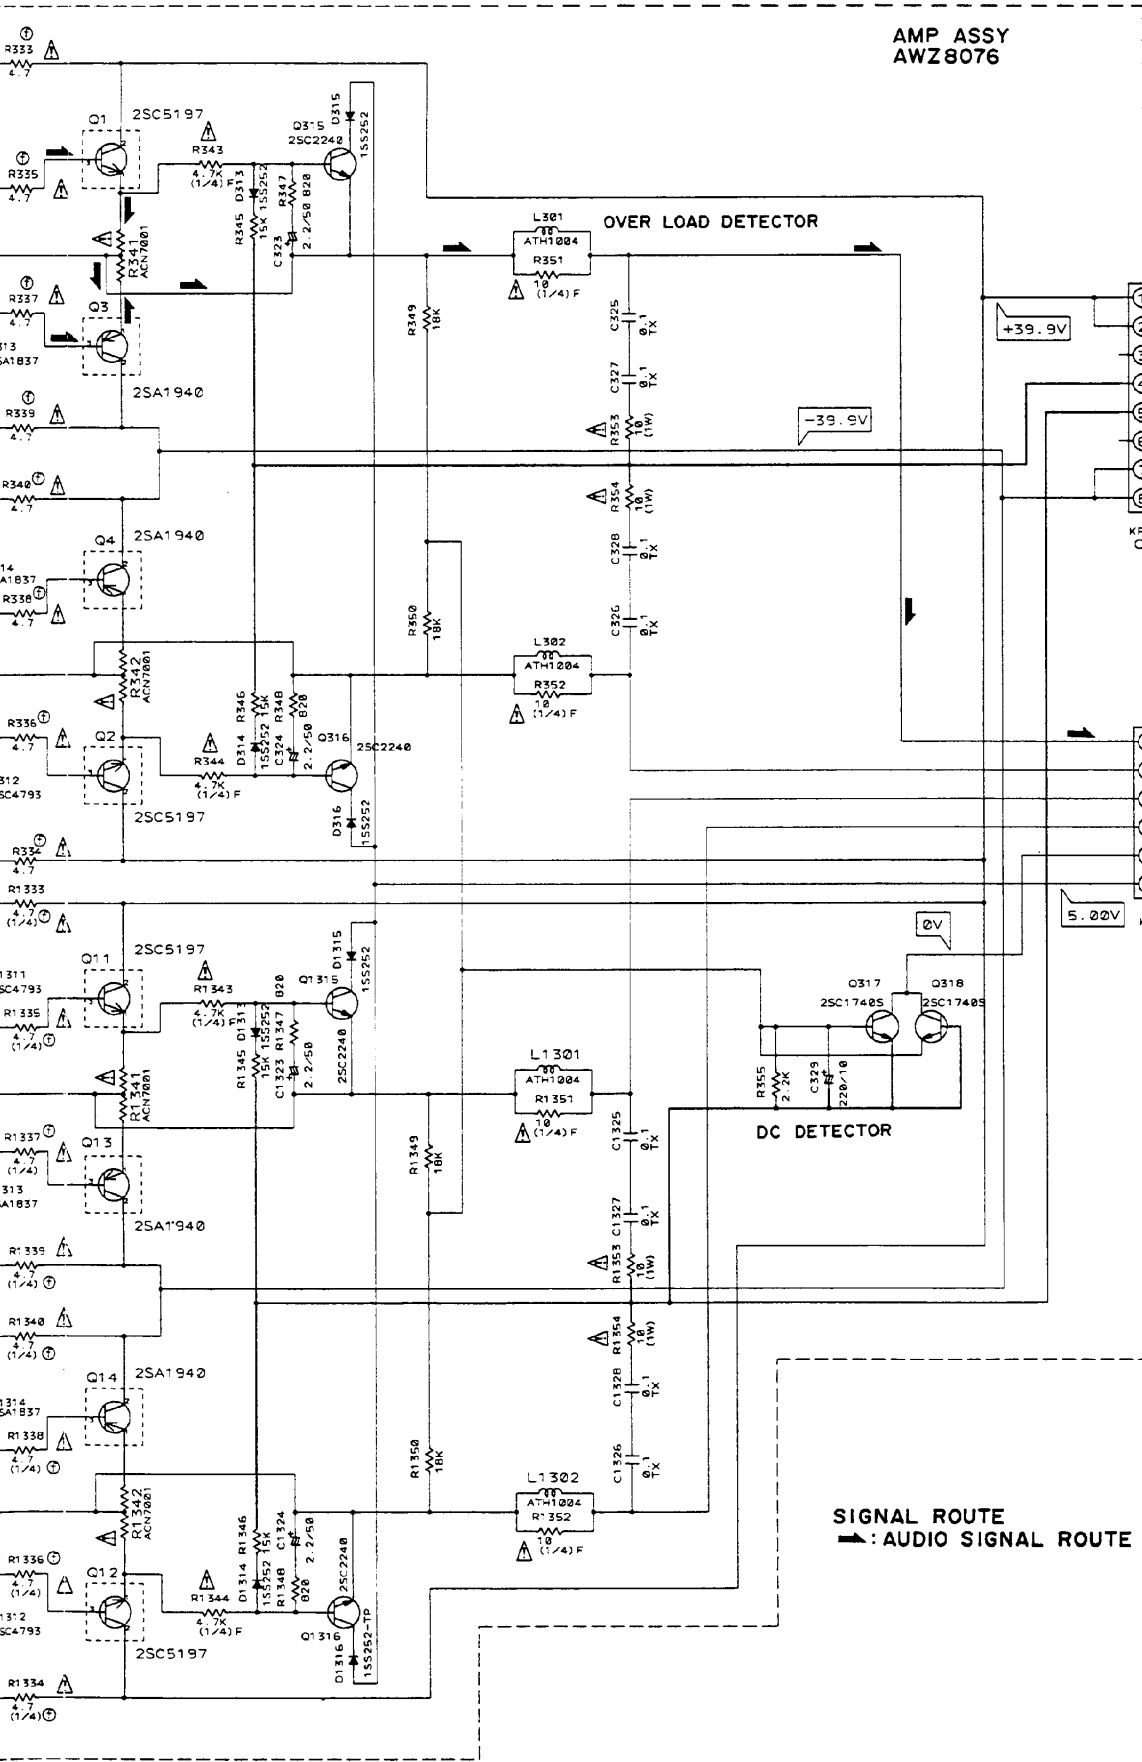 AMP ASSY
AWZ8076
R333
4.7
Q1
2SC5197
R343
4.7K
(1/4)F
D313
1SS252
R347
820
Q315
2SC2240
D315
1SS252
R335
4.7
R341
ACN7001
R345
15K
C323
2.2/50
L301
ATH1004
R351
10
(1/4)F
OVER LOAD DETECTOR
R337
4.7
Q3
313
SA1837
2SA1940
R349
18K
C325
0.1
TX
C327
0.1
TX
R353
10
(1W)
+39.9V
-39.9V
R339
4.7
R340
4.7
2SA1940
Q4
14
A1837
R338
4.7
R354
10
(1W)
C328
0.1
TX
C326
0.1
TX
R350
18K
R342
ACN7001
L302
ATH1004
R352
10
(1/4)F
R336
4.7
Q2
312
SC4793
2SC5197
R344
4.7K
(1/4)F
D314
1SS252
R346
15K
C324
2.2/50
R348
820
Q316
2SC2240
D316
1SS252
R334
4.7
R1333
4.7
(1/4)
5.00V
0V
Q11
2SC5197
1311
SC4793
R1335
4.7
(1/4)
R1343
4.7K
(1/4)F
D1313
1SS252
R1347
820
R1345
15K
C1323
2.2/50
Q1315
2SC2240
D1315
1SS252
Q317
2SC1740S
Q318
2SC1740S
R355
2.2K
C329
220/10
DC DETECTOR
R1341
ACN7001
L1301
ATH1004
R1351
10
(1/4)F
R1337
4.7
(1/4)
Q13
313
SA1837
2SA1940
R1349
18K
C1325
0.1
TX
C1327
0.1
TX
R1353
10
(1W)
R1339
4.7
(1/4)
R1340
4.7
(1/4)
2SA1940
Q14
1314
SA1837
R1338
4.7
(1/4)
R1354
10
(1W)
C1328
0.1
TX
C1326
0.1
TX
R1350
18K
R1342
ACN7001
L1302
ATH1004
R1352
10
(1/4)F
SIGNAL ROUTE
: AUDIO SIGNAL ROUTE
R1336
4.7
(1/4)
Q12
1312
SC4793
2SC5197
R1344
4.7K
(1/4)F
D1314
1SS252
R1346
15K
C1324
2.2/50
R1348
820
Q1316
2SC2240
D1316
1SS252-TP
R1334
4.7
(1/4)